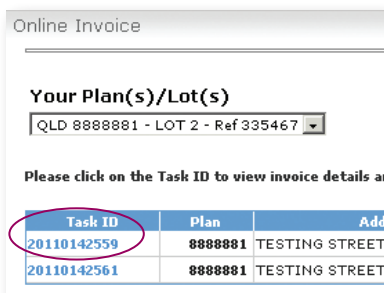 Online Invoice
Your Plan(s)/Lot(s)
QLD 8888881 - LOT 2 - Ref 335467
Please click on the Task ID to view invoice details
Task ID Plan Add
20110142559 8888881 TESTING STREET
20110142561 8888881 TESTING STREET